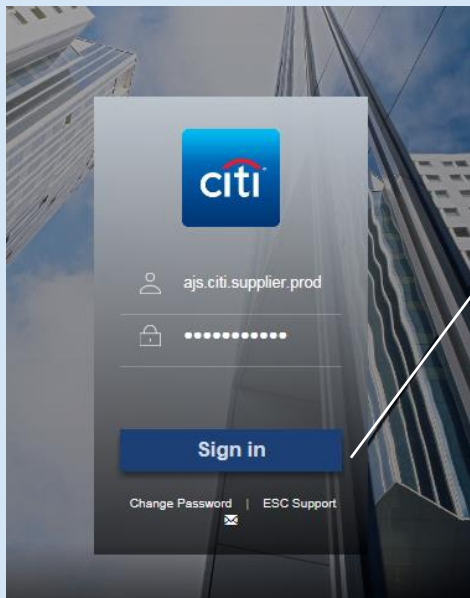 citi
ajs.citi.supplier.prod
•••••••••••
Sign in
Change Password | ESC Support